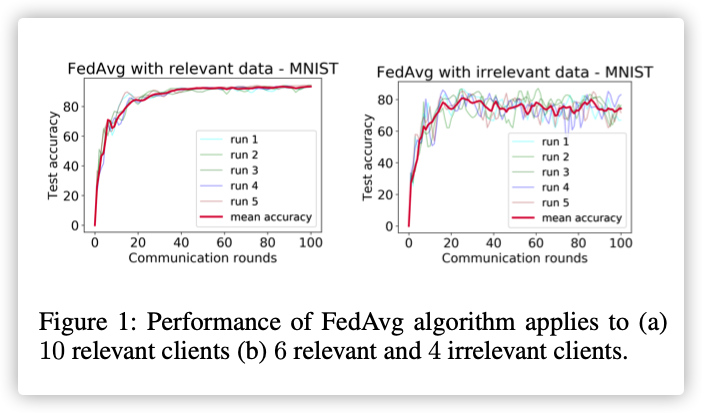 FedAvg with relevant data - MNIST
Test accuracy
80
60
40
20
0
run 1
run 2
run 3
run 4
run 5
mean accuracy
0 20 40 60 80 100
Communication rounds
FedAvg with irrelevant data - MNIST
Test accuracy
80
60
40
20
0
run 1
run 2
run 3
run 4
run 5
mean accuracy
0 20 40 60 80 100
Communication rounds
Figure 1: Performance of FedAvg algorithm applies to (a)
10 relevant clients (b) 6 relevant and 4 irrelevant clients.